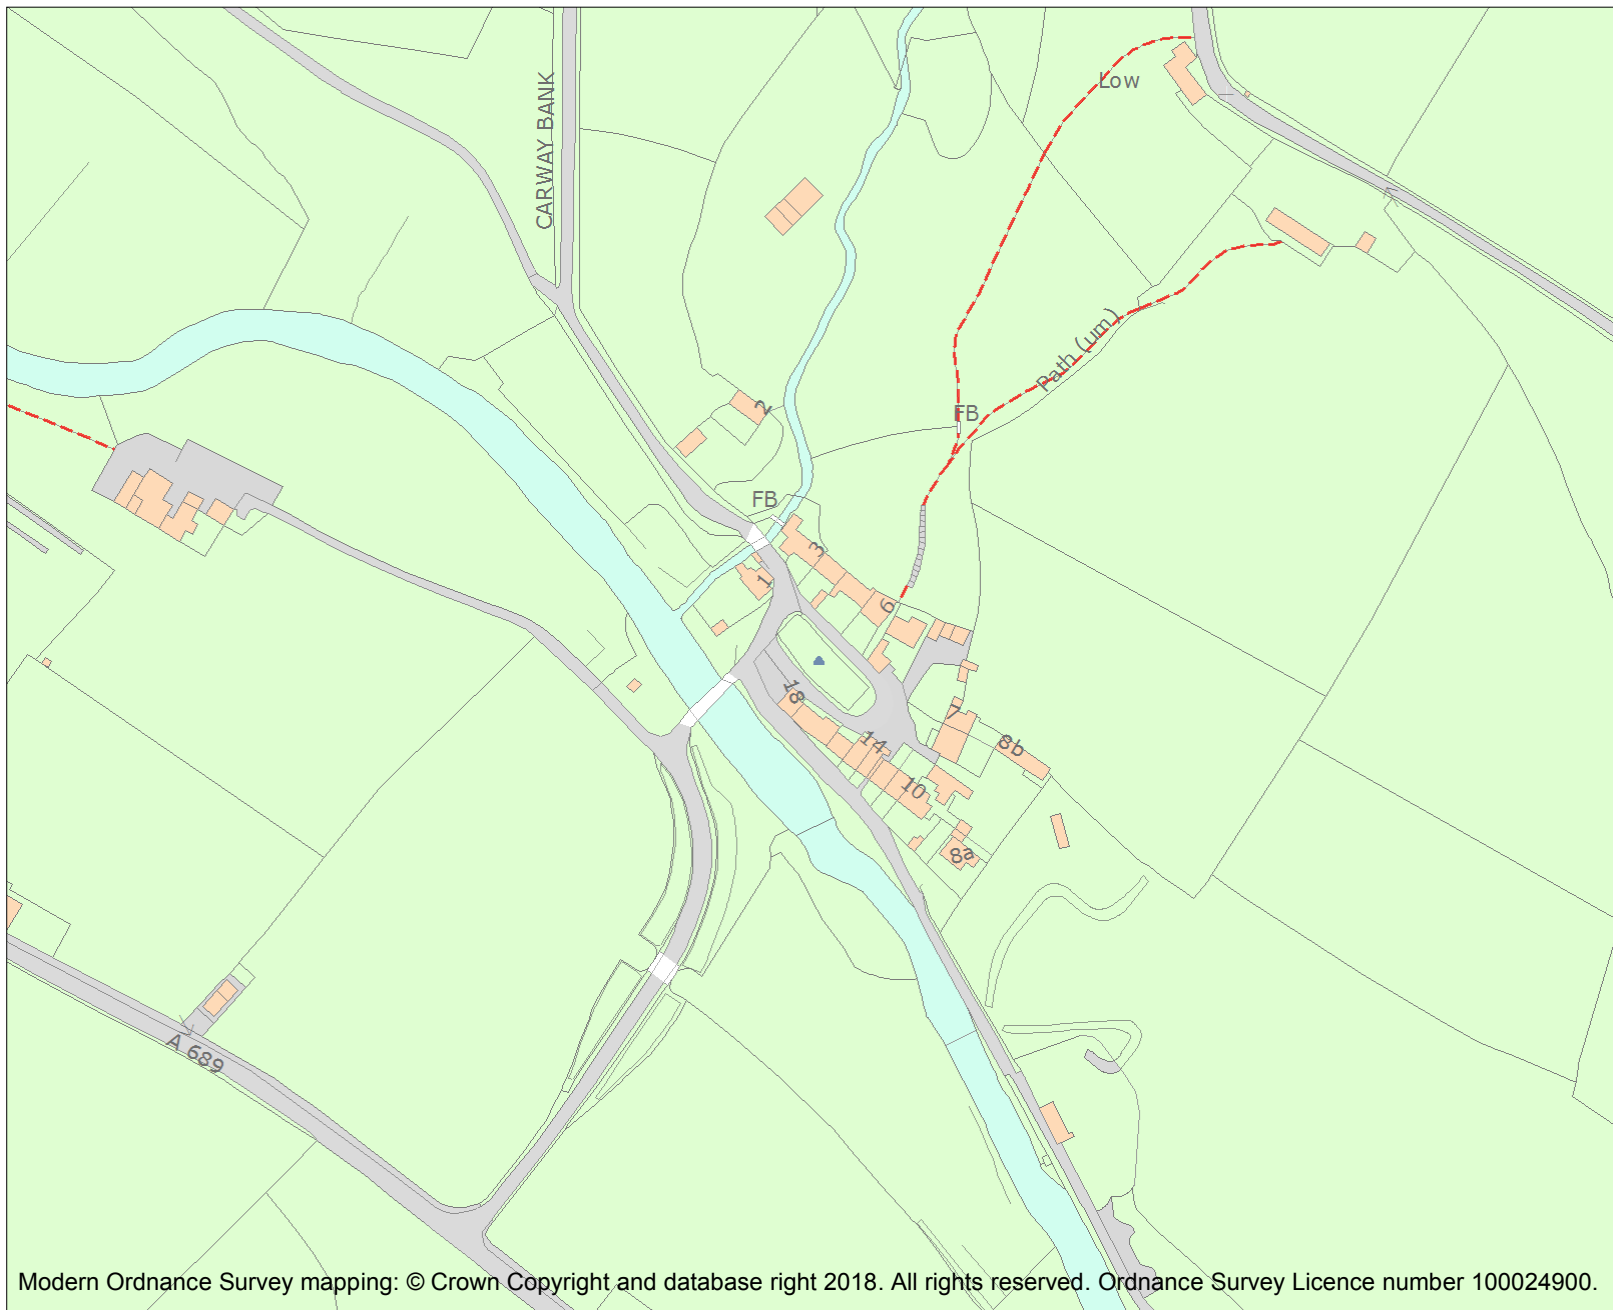 Low
CARWAY BANK
Path (um)
2
FB
FB
3
1
6
18
7
14
8b
10
8a
A 689
Modern Ordnance Survey mapping: © Crown Copyright and database right 2018. All rights reserved. Ordnance Survey Licence number 100024900.